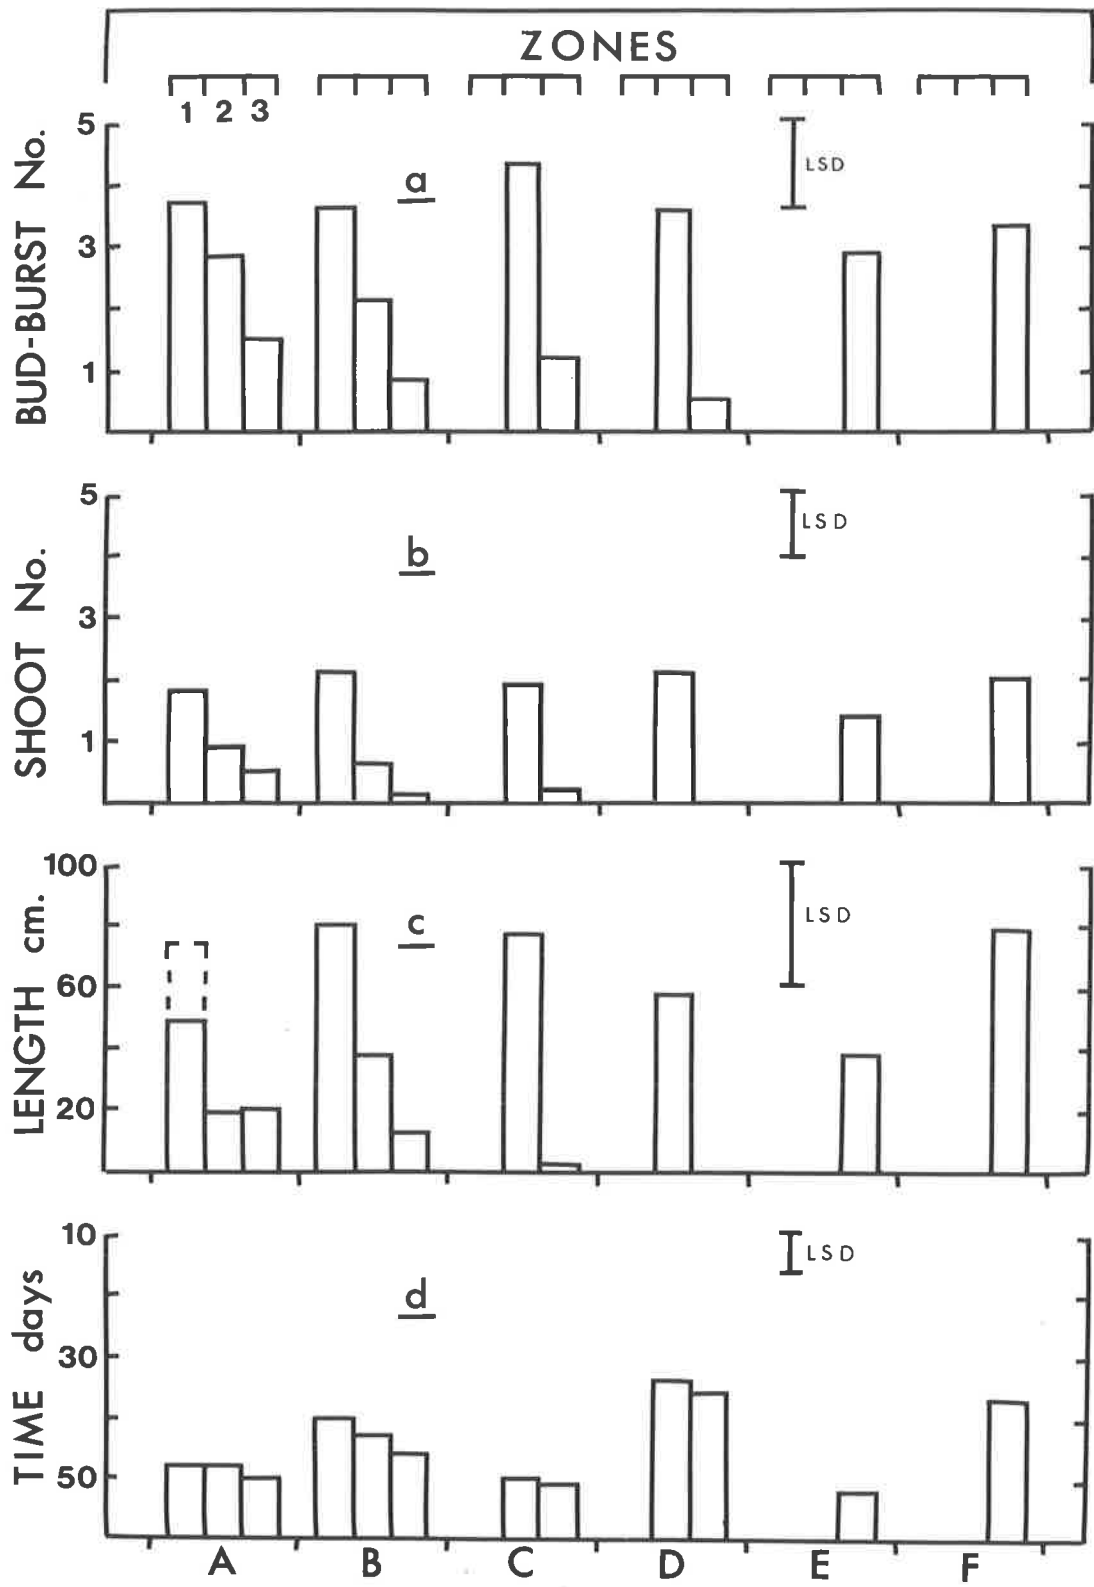 ZONES
1 2 3
BUD-BURST No.
5
3
1
a
LSD
SHOOT No.
5
3
1
b
LSD
LENGTH cm.
100
60
20
c
LSD
TIME days
10
30
50
d
LSD
A B C D E F